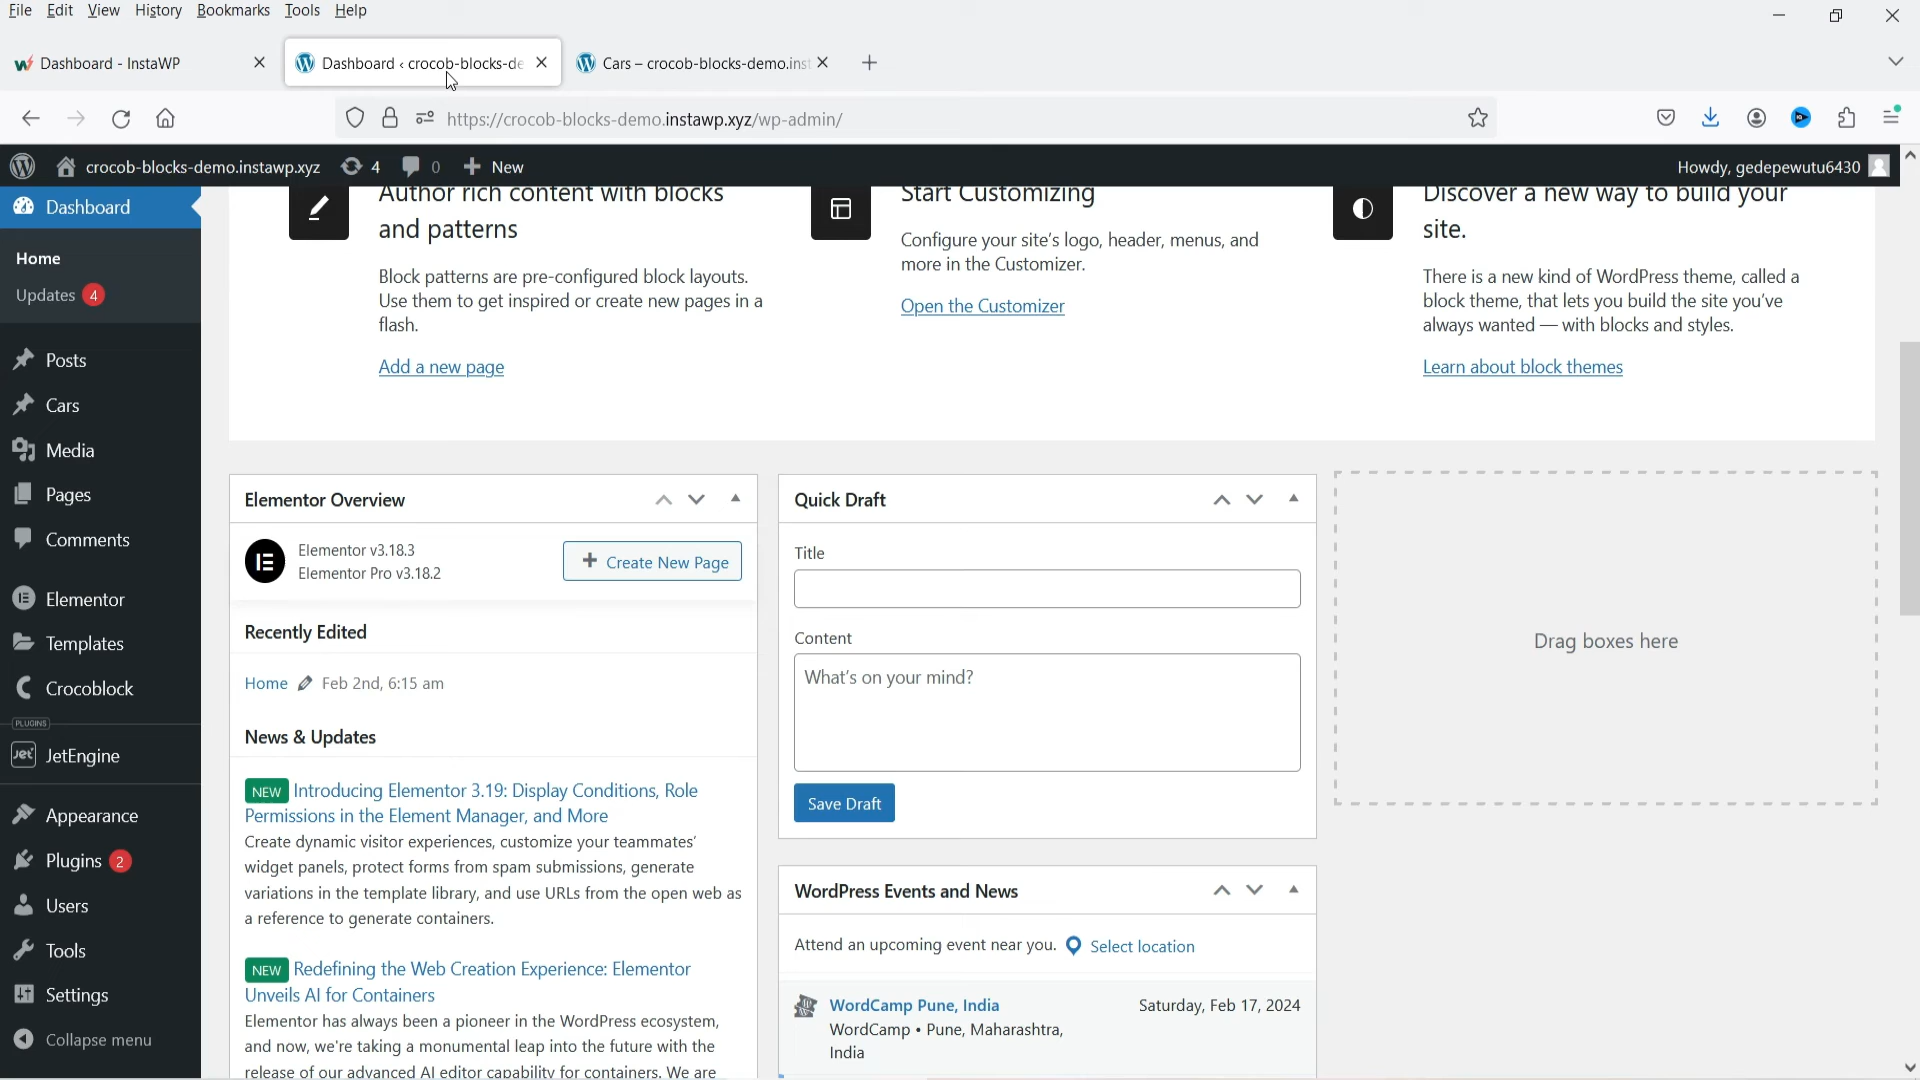 File Edit View History Bookmarks Tools Help
Dashboard - InstaWP
Dashboard ‹ crocob-blocks-de
Cars – crocob-blocks-demo.inst
https://crocob-blocks-demo.instawp.xyz/wp-admin/
crocob-blocks-demo.instawp.xyz 4 0 + New
Howdy, gedepewutu6430
Dashboard
Home
Updates 4
Posts
Cars
Media
Pages
Comments
Elementor
Templates
Crocoblock
PLUGINS
Jet JetEngine
Appearance
Plugins 2
Users
Tools
Settings
Collapse menu
Author rich content with blocks
and patterns
Block patterns are pre-configured block layouts.
Use them to get inspired or create new pages in a
flash.
Add a new page
Start Customizing
Configure your site's logo, header, menus, and
more in the Customizer.
Open the Customizer
Discover a new way to build your
site.
There is a new kind of WordPress theme, called a
block theme, that lets you build the site you've
always wanted — with blocks and styles.
Learn about block themes
Elementor Overview
Elementor v3.18.3
Elementor Pro v3.18.2
+ Create New Page
Recently Edited
Home Feb 2nd, 6:15 am
News & Updates
NEW Introducing Elementor 3.19: Display Conditions, Role
Permissions in the Element Manager, and More
Create dynamic visitor experiences, customize your teammates'
widget panels, protect forms from spam submissions, generate
variations in the template library, and use URLs from the open web as
a reference to generate containers.
NEW Redefining the Web Creation Experience: Elementor
Unveils AI for Containers
Elementor has always been a pioneer in the WordPress ecosystem,
and now, we're taking a monumental leap into the future with the
release of our advanced AI editor capability for containers. We are
Quick Draft
Title
Content
What's on your mind?
Save Draft
WordPress Events and News
Attend an upcoming event near you. Select location
WordCamp Pune, India
Saturday, Feb 17, 2024
WordCamp • Pune, Maharashtra,
India
Drag boxes here